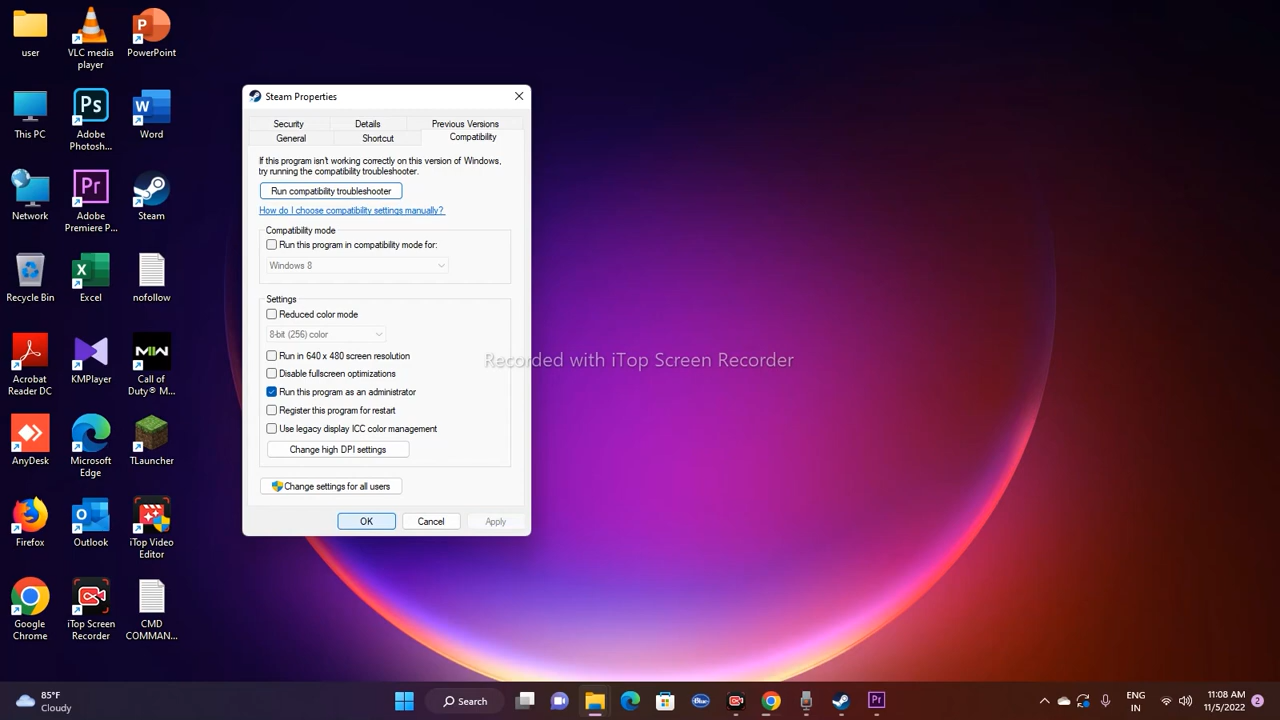 user
VLC media
player
PowerPoint
This PC
Adobe
Photosh...
Word
Network
Adobe
Premiere P...
Steam
Recycle Bin
Excel
nofollow
Acrobat
Reader DC
KMPlayer
Call of
Duty® M...
AnyDesk
Microsoft
Edge
TLauncher
Firefox
Outlook
iTop Video
Editor
Google
Chrome
iTop Screen
Recorder
CMD
COMMAN...
Steam Properties
Security Details Previous Versions
General Shortcut Compatibility
If this program isn't working correctly on this version of Windows,
try running the compatibility troubleshooter.
Run compatibility troubleshooter
How do I choose compatibility settings manually?
Compatibility mode
Run this program in compatibility mode for:
Windows 8
Settings
Reduced color mode
8-bit (256) color
Run in 640 x 480 screen resolution
Disable fullscreen optimizations
Run this program as an administrator
Register this program for restart
Use legacy display ICC color management
Change high DPI settings
Change settings for all users
OK Cancel Apply
Recorded with iTop Screen Recorder
85°F
Cloudy
Search
ENG
IN
11:08 AM
11/5/2022
2